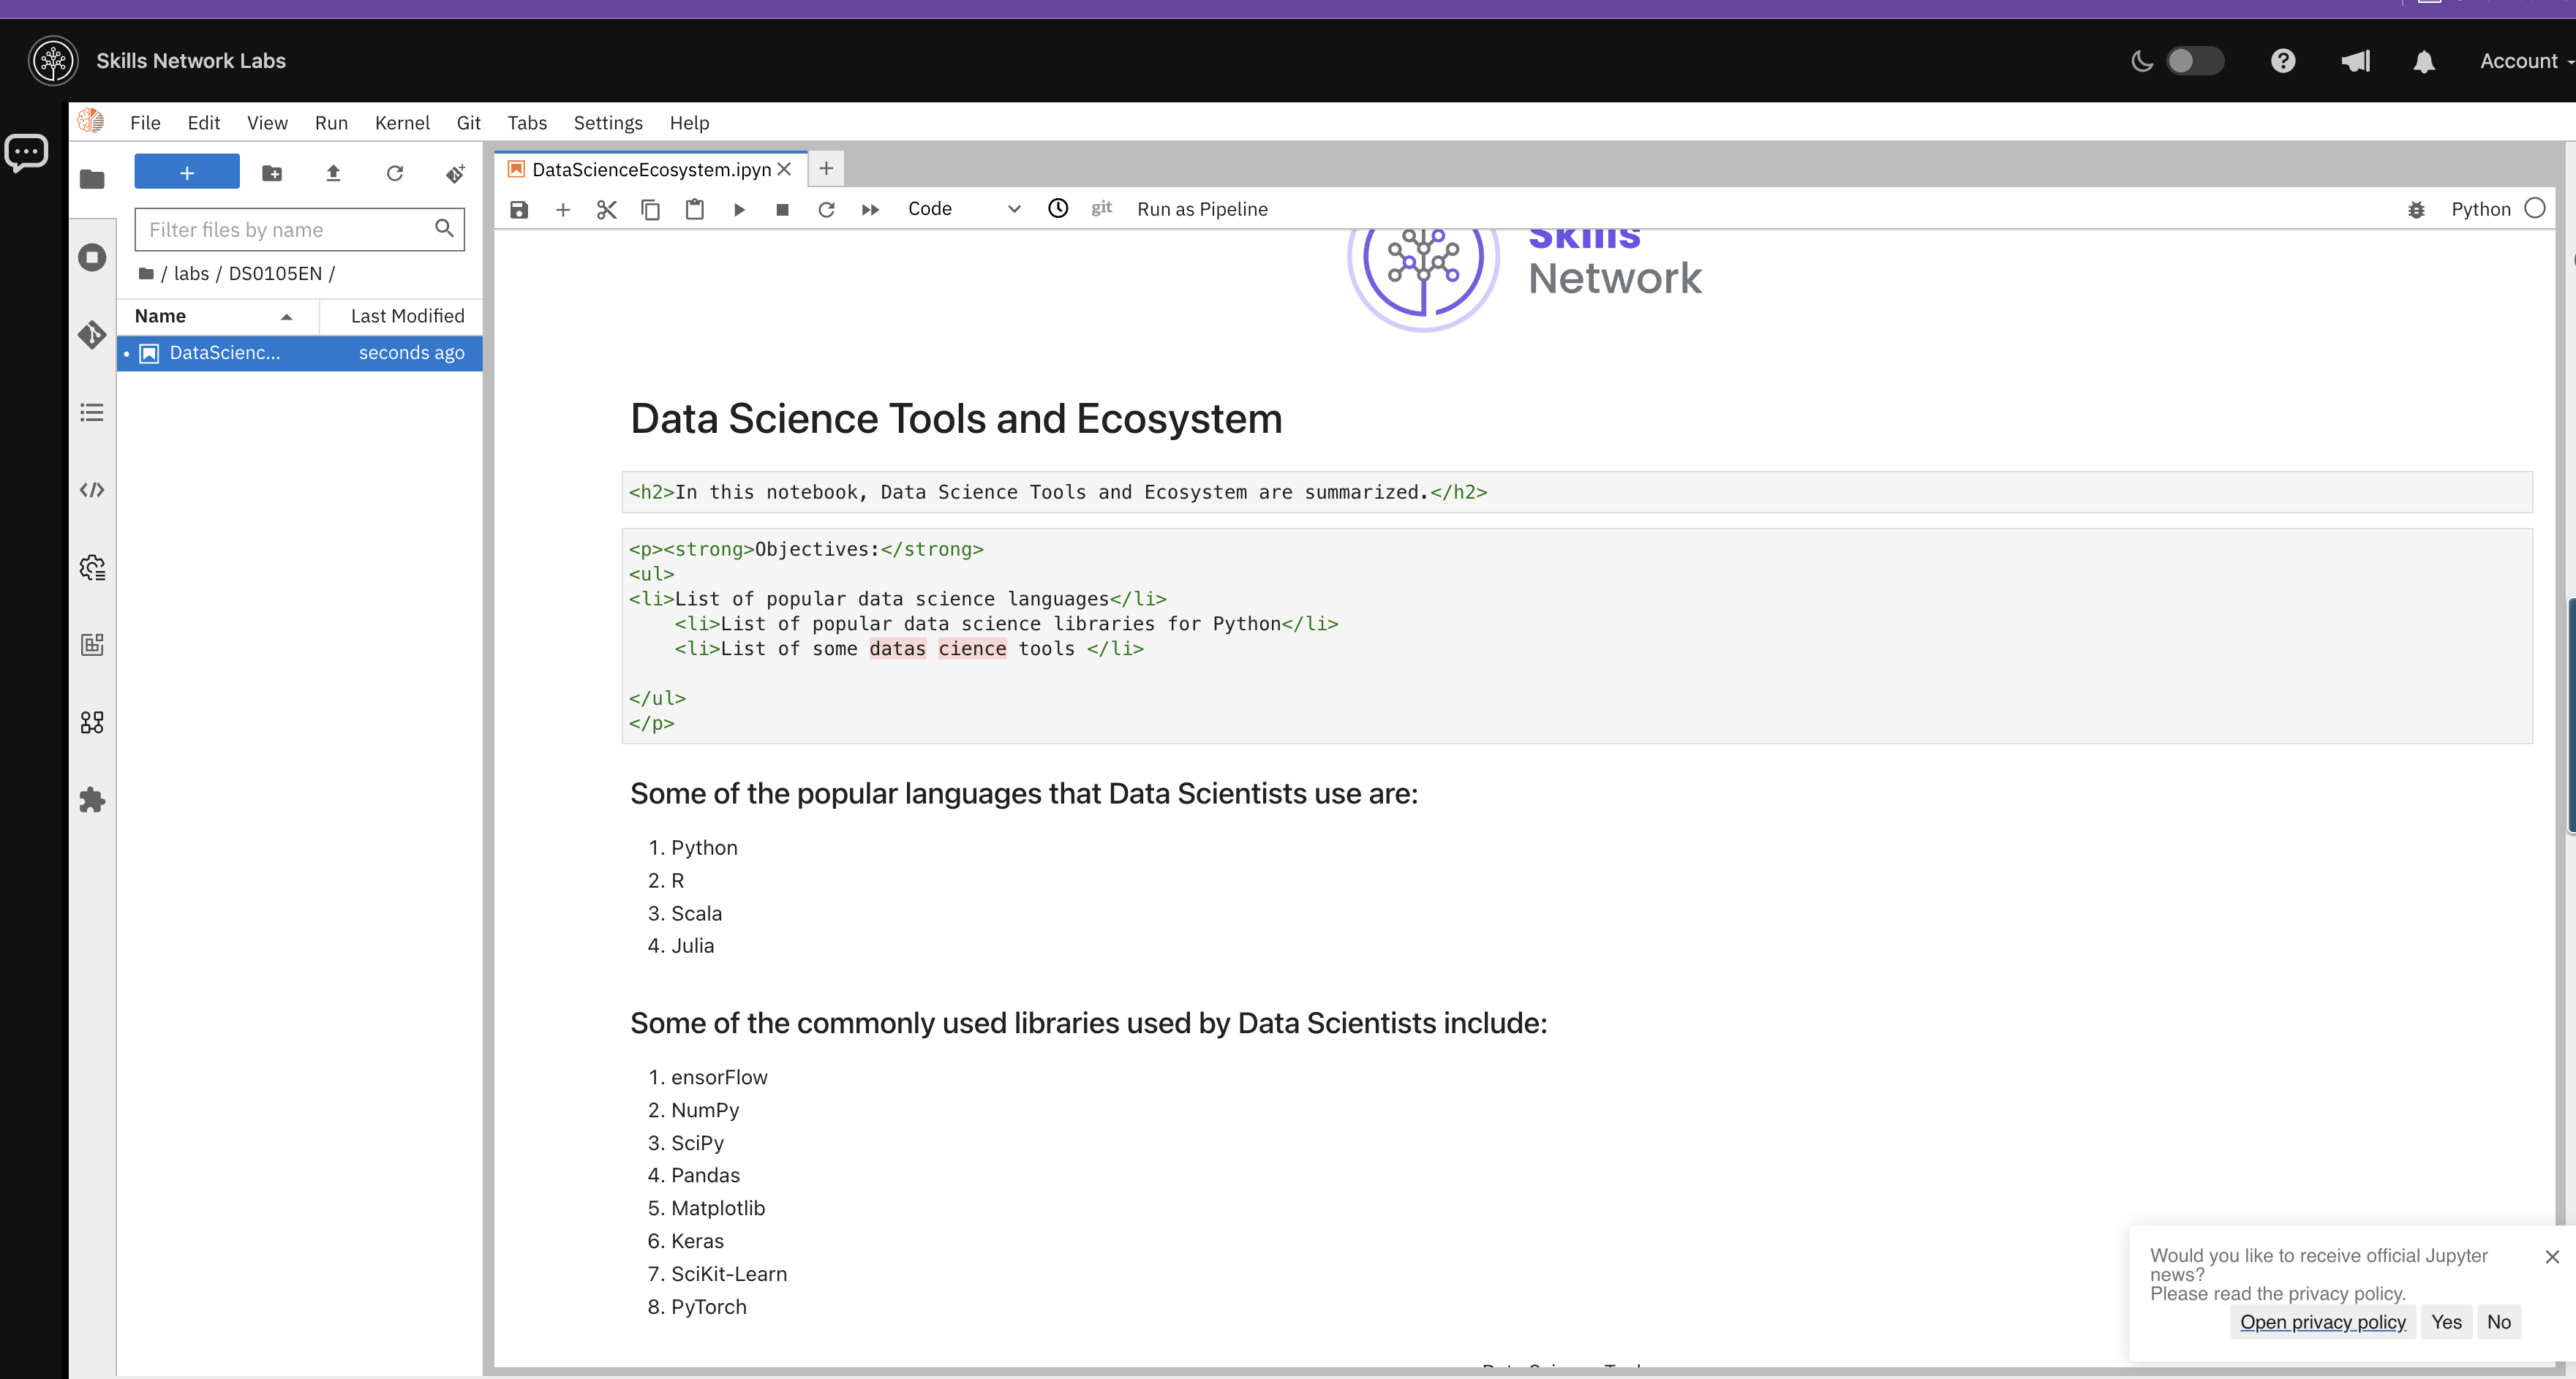 Skills Network Labs
Account
File Edit View Run Kernel Git Tabs Settings Help
+
DataScienceEcosystem.ipyn
+
Code
git
Run as Pipeline
Python
Filter files by name
/ labs / DS0105EN /
Name
Last Modified
DataScienc...
seconds ago
Skills
Network
Data Science Tools and Ecosystem
<h2>In this notebook, Data Science Tools and Ecosystem are summarized.</h2>
<p><strong>Objectives:</strong>
<ul>
<li>List of popular data science languages</li>
<li>List of popular data science libraries for Python</li>
<li>List of some datas cience tools </li>
</ul>
</p>
Some of the popular languages that Data Scientists use are:
1. Python
2. R
3. Scala
4. Julia
Some of the commonly used libraries used by Data Scientists include:
1. ensorFlow
2. NumPy
3. SciPy
4. Pandas
5. Matplotlib
6. Keras
7. SciKit-Learn
8. PyTorch
Would you like to receive official Jupyter
news?
Please read the privacy policy.
Open privacy policy
Yes
No